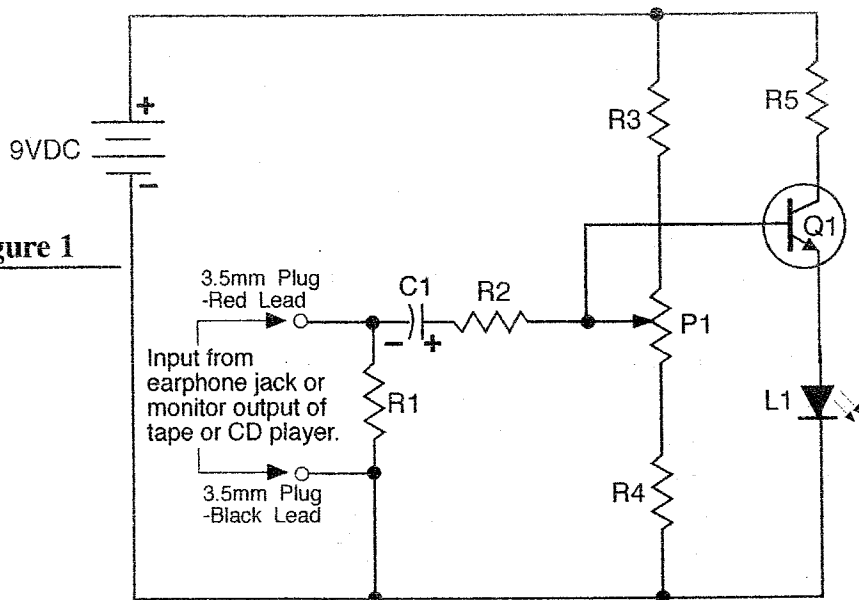 R3
R5
+
9VDC
−
Q1
gure 1
3.5mm Plug
-Red Lead
C1
R2
P1
− +
Input from
earphone jack or
monitor output of
tape or CD player.
R1
L1
3.5mm Plug
-Black Lead
R4